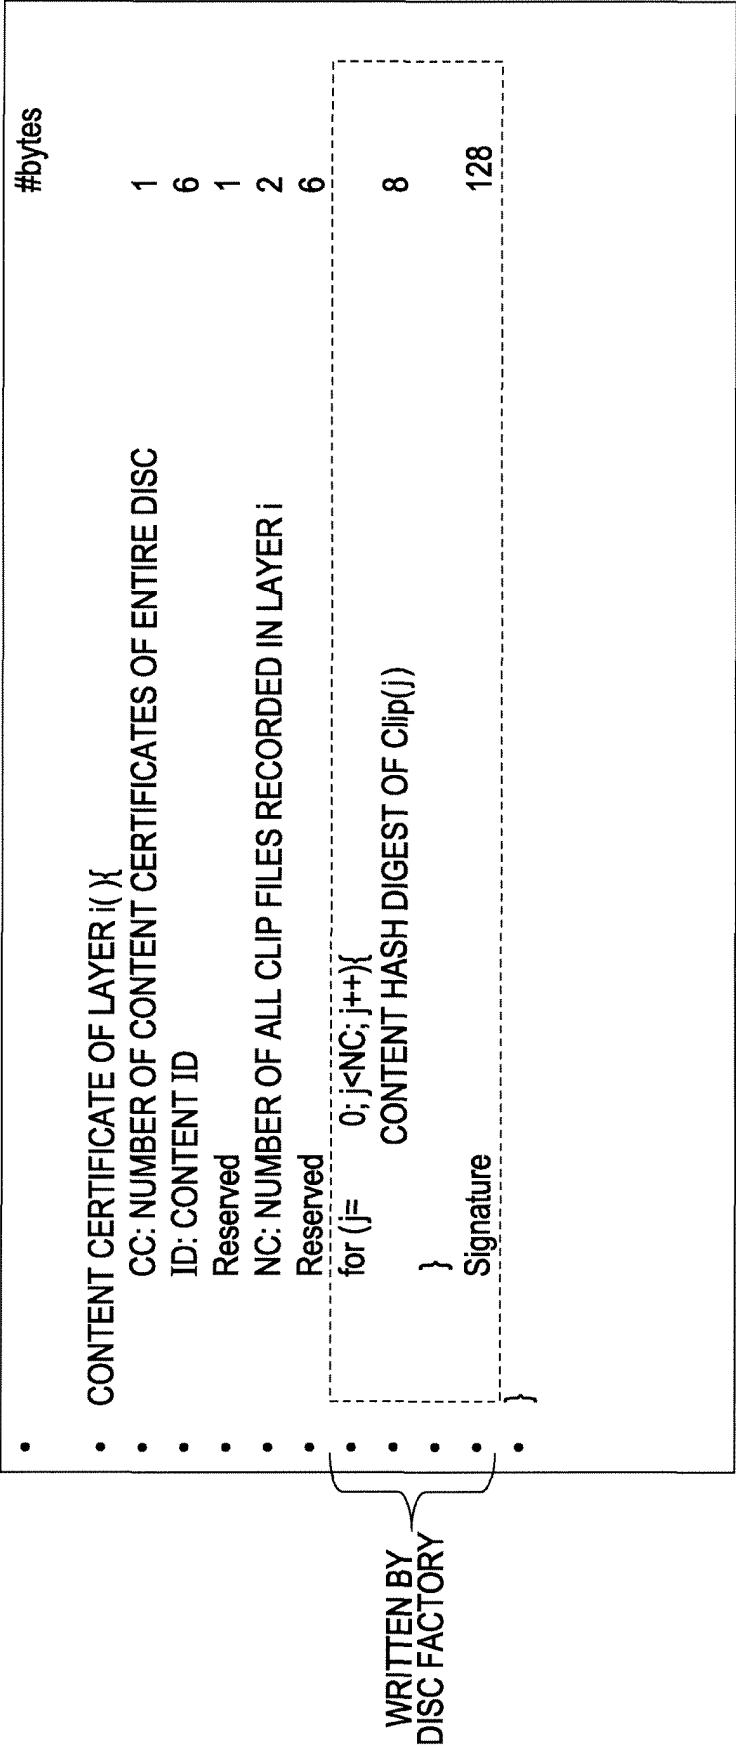 #bytes
CONTENT CERTIFICATE OF LAYER i( ){
CC: NUMBER OF CONTENT CERTIFICATES OF ENTIRE DISC 1
ID: CONTENT ID 6
Reserved 1
NC: NUMBER OF ALL CLIP FILES RECORDED IN LAYER i 2
Reserved 6
for (j= 0; j<NC; j++){
CONTENT HASH DIGEST OF Clip(j) 8
}
Signature 128
}
WRITTEN BY
DISC FACTORY